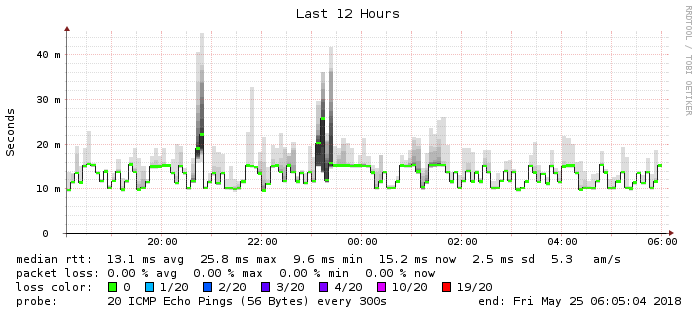 Last 12 Hours
RRDTOOL / TOBI OETIKER
Seconds
40 m
30 m
20 m
10 m
0
20:00 22:00 00:00 02:00 04:00 06:00
median rtt: 13.1 ms avg 25.8 ms max 9.6 ms min 15.2 ms now 2.5 ms sd 5.3 am/s
packet loss: 0.00 % avg 0.00 % max 0.00 % min 0.00 % now
loss color: 0 1/20 2/20 3/20 4/20 10/20 19/20
probe: 20 ICMP Echo Pings (56 Bytes) every 300s end: Fri May 25 06:05:04 2018